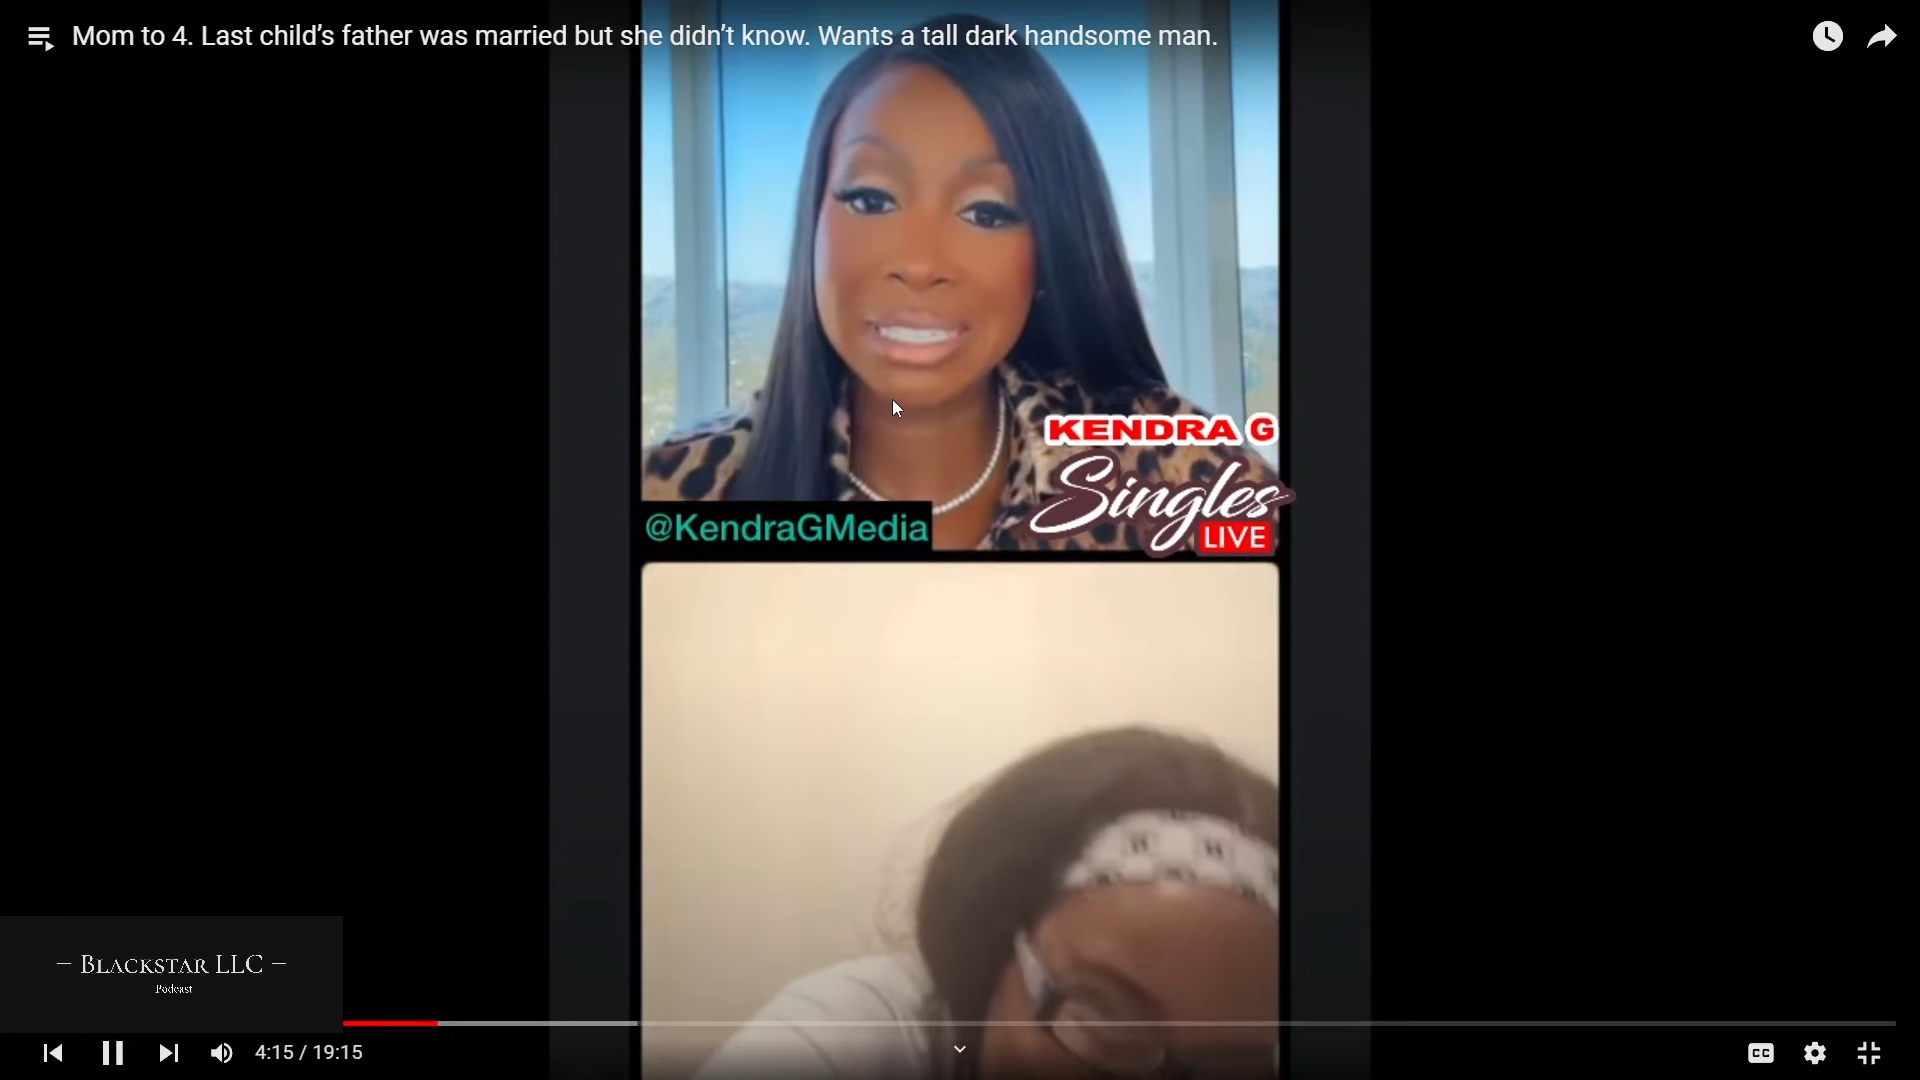 Mom to 4. Last child’s father was married but she didn’t know. Wants a tall dark handsome man.
KENDRA G
Singles
LIVE
@KendraGMedia
– BLACKSTAR LLC –
Podcast
4:15 / 19:15
CC